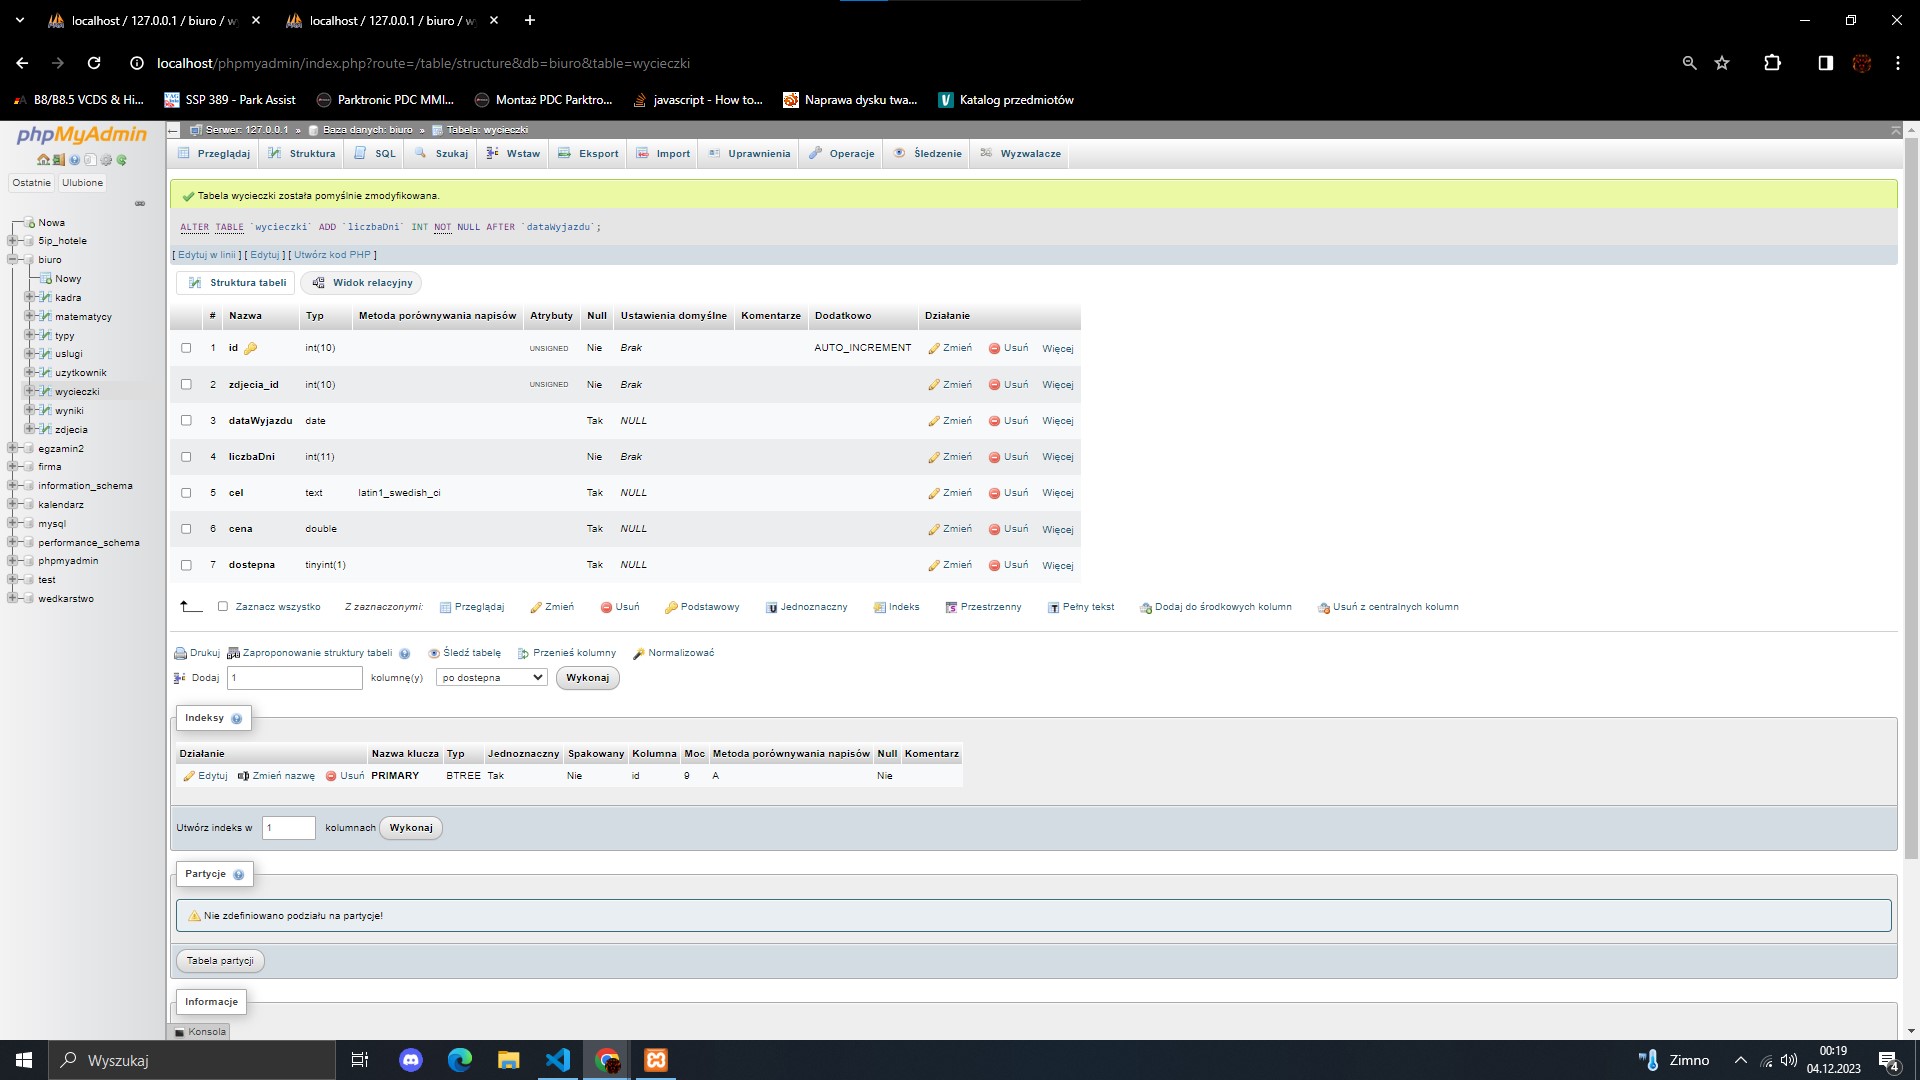 localhost / 127.0.0.1 / biuro / w
localhost / 127.0.0.1 / biuro / w
localhost/phpmyadmin/index.php?route=/table/structure&db=biuro&table=wycieczki
B8/B8.5 VCDS & Hi... SSP 389 - Park Assist Parktronic PDC MMI... Montaż PDC Parktro... javascript - How to... Naprawa dysku twa... Katalog przedmiotów
phpMyAdmin
Ostatnie Ulubione
Nowa
5ip_hotele
biuro
Nowy
kadra
matematycy
typy
uslugi
uzytkownik
wycieczki
wyniki
zdjecia
egzamin2
firma
information_schema
kalendarz
mysql
performance_schema
phpmyadmin
test
wedkarstwo
Serwer: 127.0.0.1 » Baza danych: biuro » Tabela: wycieczki
Przeglądaj Struktura SQL Szukaj Wstaw Eksport Import Uprawnienia Operacje Śledzenie Wyzwalacze
Tabela wycieczki została pomyślnie zmodyfikowana.
ALTER TABLE `wycieczki` ADD `liczbaDni` INT NOT NULL AFTER `dataWyjazdu`;
[ Edytuj w linii ] [ Edytuj ] [ Utwórz kod PHP ]
Struktura tabeli Widok relacyjny
# Nazwa Typ Metoda porównywania napisów Atrybuty Null Ustawienia domyślne Komentarze Dodatkowo Działanie
1 id int(10) UNSIGNED Nie Brak AUTO_INCREMENT Zmień Usuń Więcej
2 zdjecia_id int(10) UNSIGNED Nie Brak Zmień Usuń Więcej
3 dataWyjazdu date Tak NULL Zmień Usuń Więcej
4 liczbaDni int(11) Nie Brak Zmień Usuń Więcej
5 cel text latin1_swedish_ci Tak NULL Zmień Usuń Więcej
6 cena double Tak NULL Zmień Usuń Więcej
7 dostepna tinyint(1) Tak NULL Zmień Usuń Więcej
Zaznacz wszystko Z zaznaczonymi: Przeglądaj Zmień Usuń Podstawowy Jednoznaczny Indeks Przestrzenny Pełny tekst Dodaj do środkowych kolumn Usuń z centralnych kolumn
Drukuj Zaproponowanie struktury tabeli Śledź tabelę Przenieś kolumny Normalizować
Dodaj 1 kolumnę(y) po dostepna Wykonaj
Indeksy
Działanie Nazwa klucza Typ Jednoznaczny Spakowany Kolumna Moc Metoda porównywania napisów Null Komentarz
Edytuj Zmień nazwę Usuń PRIMARY BTREE Tak Nie id 9 A Nie
Utwórz indeks w 1 kolumnach Wykonaj
Partycje
Nie zdefiniowano podziału na partycje!
Tabela partycji
Informacje
Konsola
Wyszukaj
Zimno
00:19
04.12.2023
4